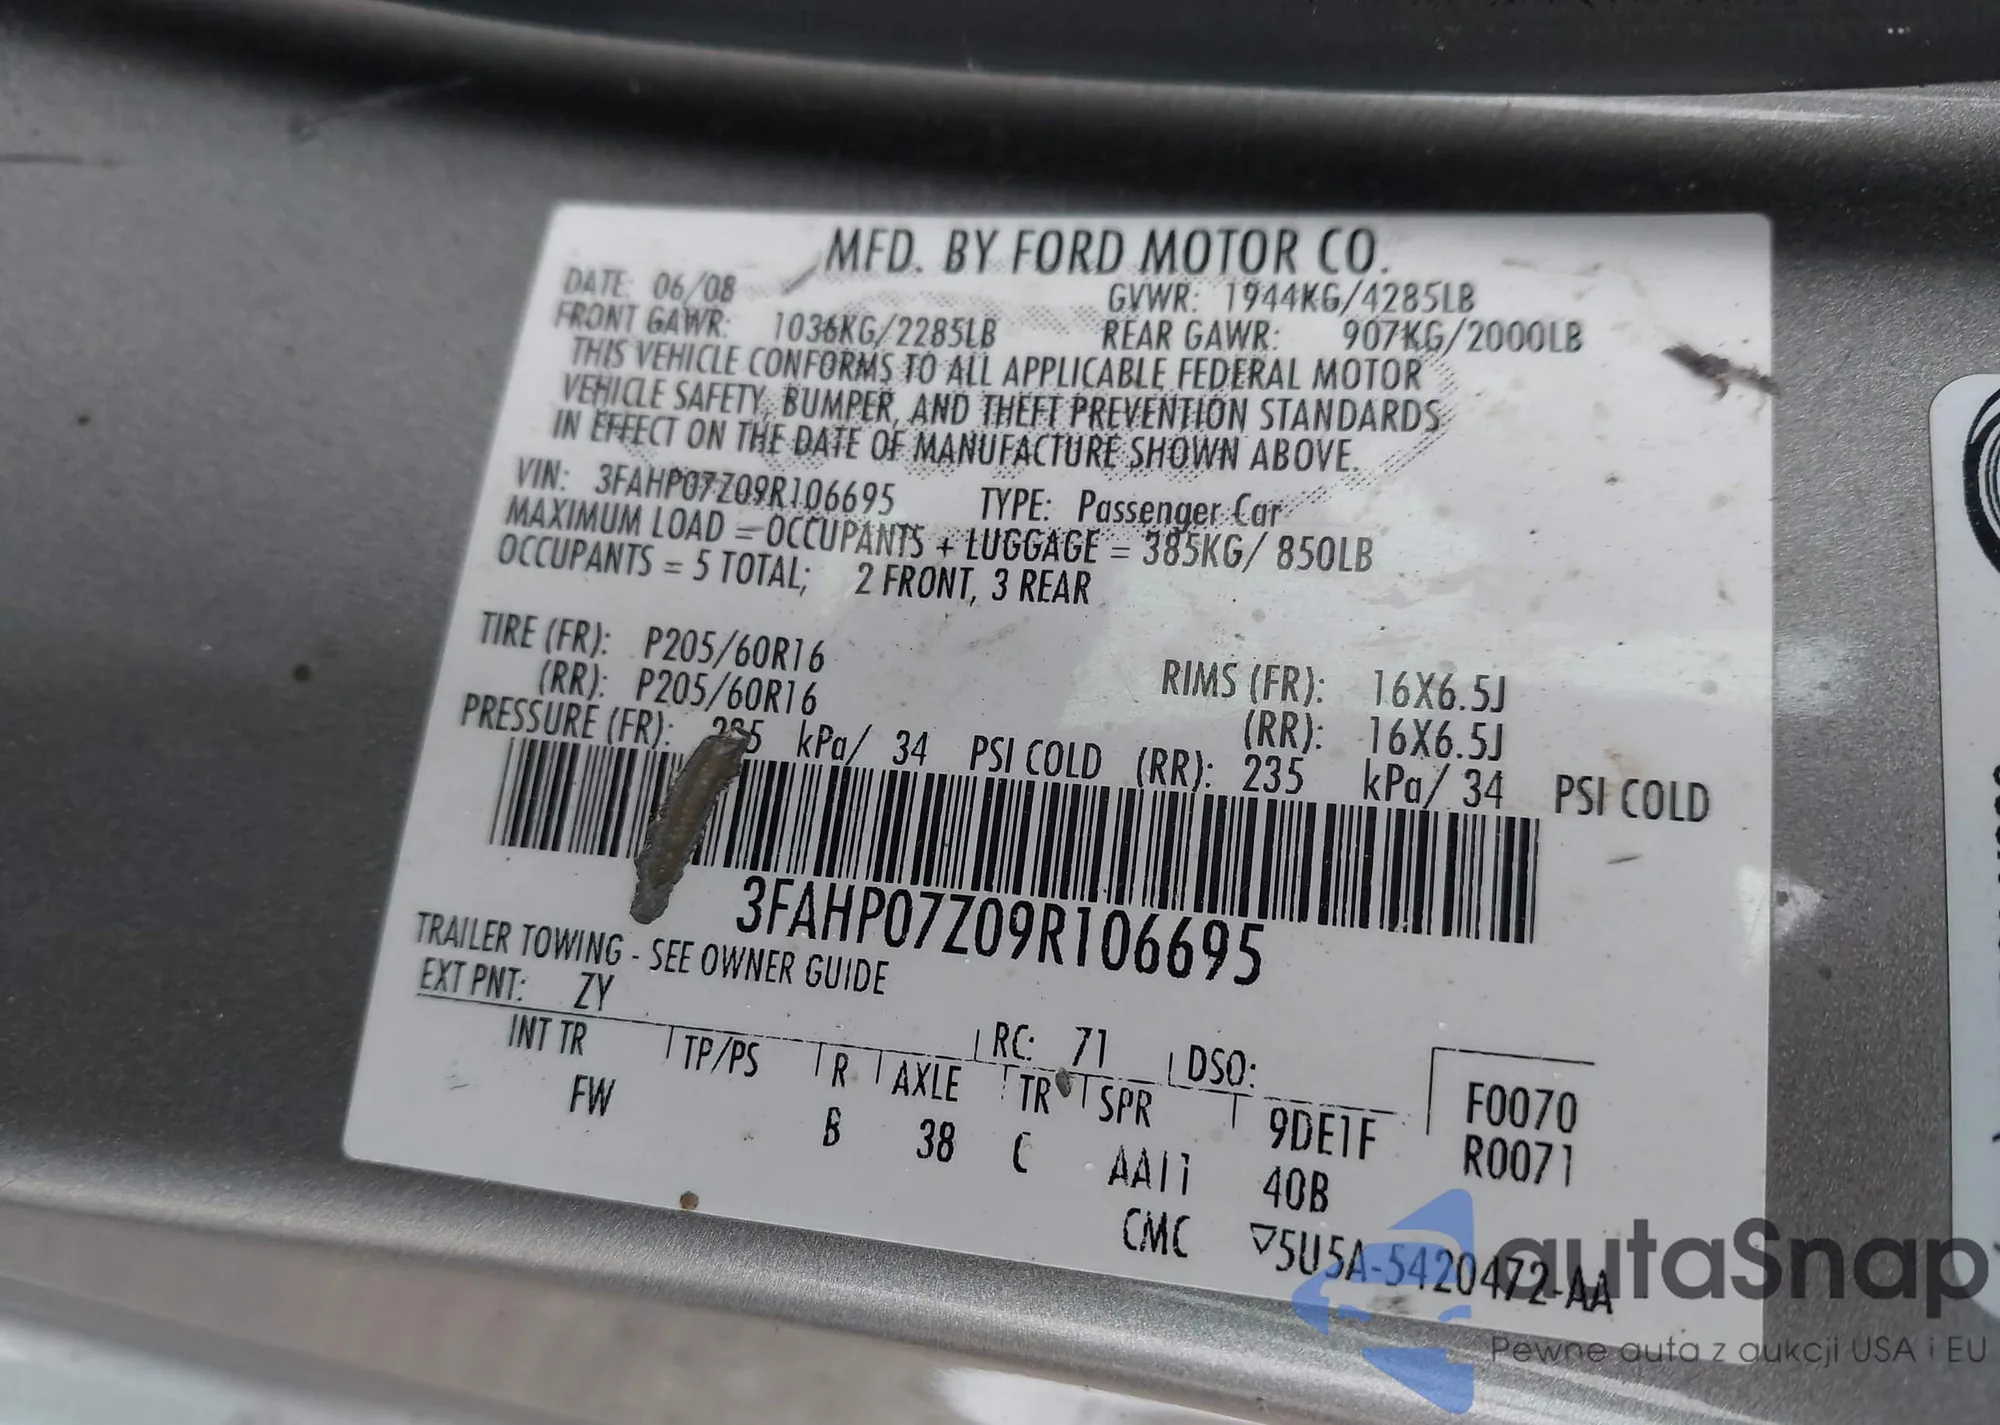 MFD. BY FORD MOTOR CO.
DATE: 06/08 GVWR: 1944KG/4285LB
FRONT GAWR: 1036KG/2285LB REAR GAWR: 907KG/2000LB
THIS VEHICLE CONFORMS TO ALL APPLICABLE FEDERAL MOTOR
VEHICLE SAFETY, BUMPER, AND THEFT PREVENTION STANDARDS
IN EFFECT ON THE DATE OF MANUFACTURE SHOWN ABOVE.
VIN: 3FAHP07Z09R106695 TYPE: Passenger Car
MAXIMUM LOAD = OCCUPANTS + LUGGAGE = 385KG/ 850LB
OCCUPANTS = 5 TOTAL; 2 FRONT, 3 REAR
TIRE (FR): P205/60R16 RIMS (FR): 16X6.5J
(RR): P205/60R16 (RR): 16X6.5J
PRESSURE (FR): kPa/ 34 PSI COLD (RR): 235 kPa/ 34 PSI COLD
3FAHP07Z09R106695
TRAILER TOWING - SEE OWNER GUIDE
EXT PNT: ZY RC: 71 DSO: F0070
INT TR TP/PS R AXLE TR SPR 9DE1F R0071
FW B 38 C AA11 40B
CMC ▽5U5A-5420472-AA
autaSnap
Pewne auta z aukcji USA i EU